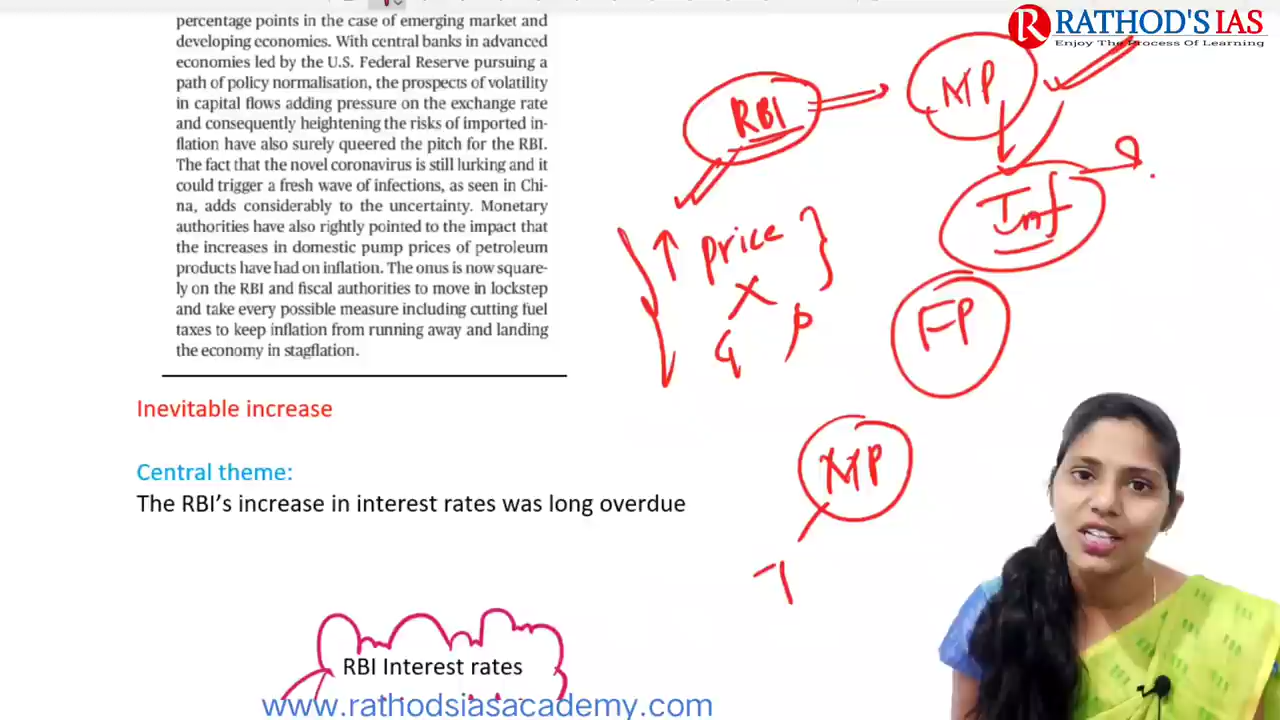 percentage points in the case of emerging market and
developing economies. With central banks in advanced
economies led by the U.S. Federal Reserve pursuing a
path of policy normalisation, the prospects of volatility
in capital flows adding pressure on the exchange rate
and consequently heightening the risks of imported in-
flation have also surely queered the pitch for the RBI.
The fact that the novel coronavirus is still lurking and it
could trigger a fresh wave of infections, as seen in Chi-
na, adds considerably to the uncertainty. Monetary
authorities have also rightly pointed to the impact that
the increases in domestic pump prices of petroleum
products have had on inflation. The onus is now square-
ly on the RBI and fiscal authorities to move in lockstep
and take every possible measure including cutting fuel
taxes to keep inflation from running away and landing
the economy in stagflation.
Inevitable increase
Central theme:
The RBI's increase in interest rates was long overdue
RBI Interest rates
www.rathodsiasacademy.com
R RATHOD'S IAS
Enjoy The Process Of Learning
RBI
MP
Inf
price
FP
MP